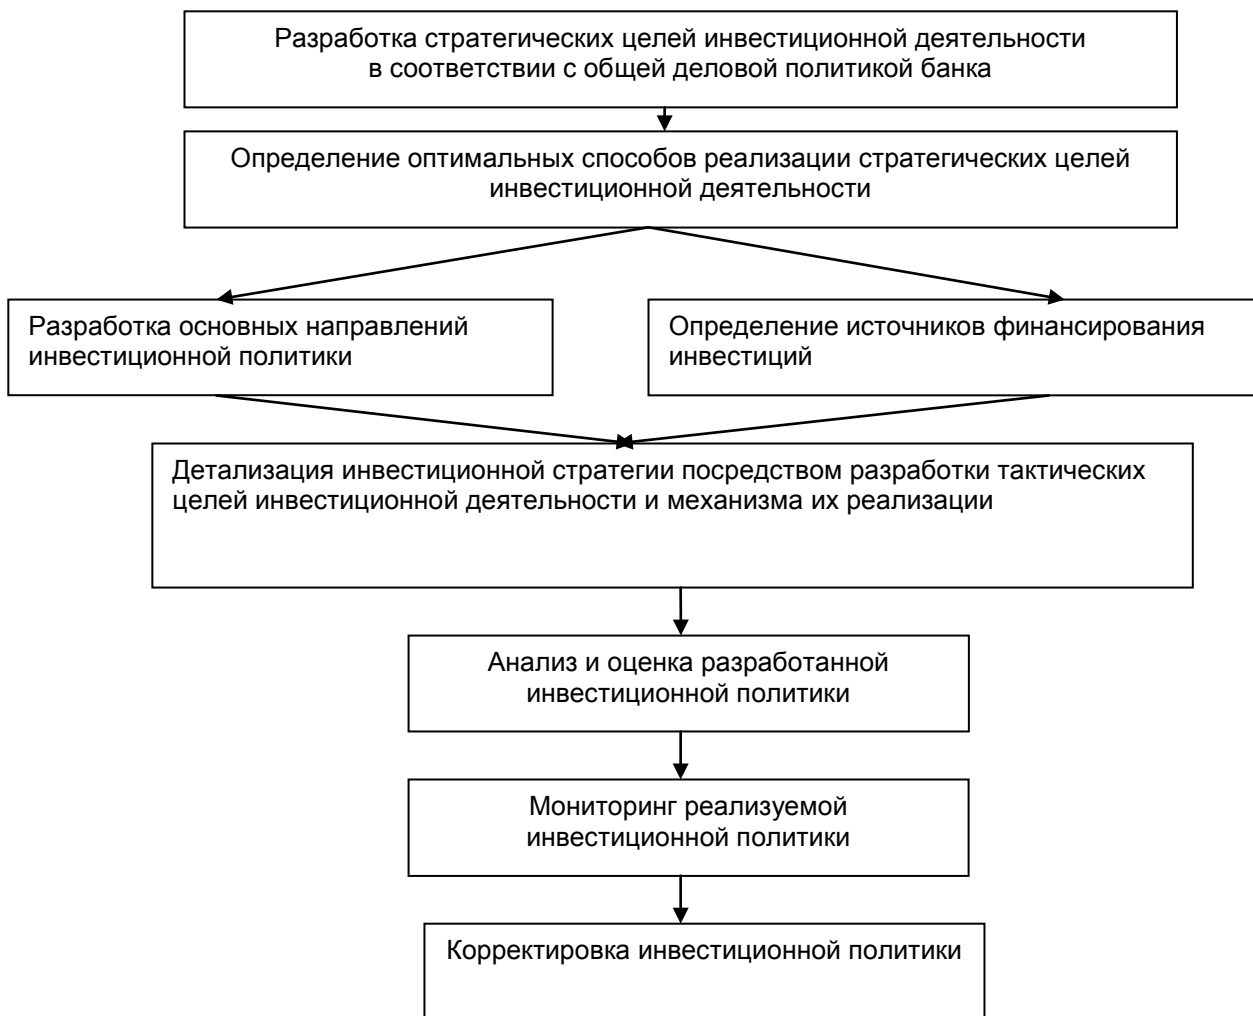 Разработка стратегических целей инвестиционной деятельности
в соответствии с общей деловой политикой банка
Определение оптимальных способов реализации стратегических целей
инвестиционной деятельности
Разработка основных направлений
инвестиционной политики
Определение источников финансирования
инвестиций
Детализация инвестиционной стратегии посредством разработки тактических
целей инвестиционной деятельности и механизма их реализации
Анализ и оценка разработанной
инвестиционной политики
Мониторинг реализуемой
инвестиционной политики
Корректировка инвестиционной политики